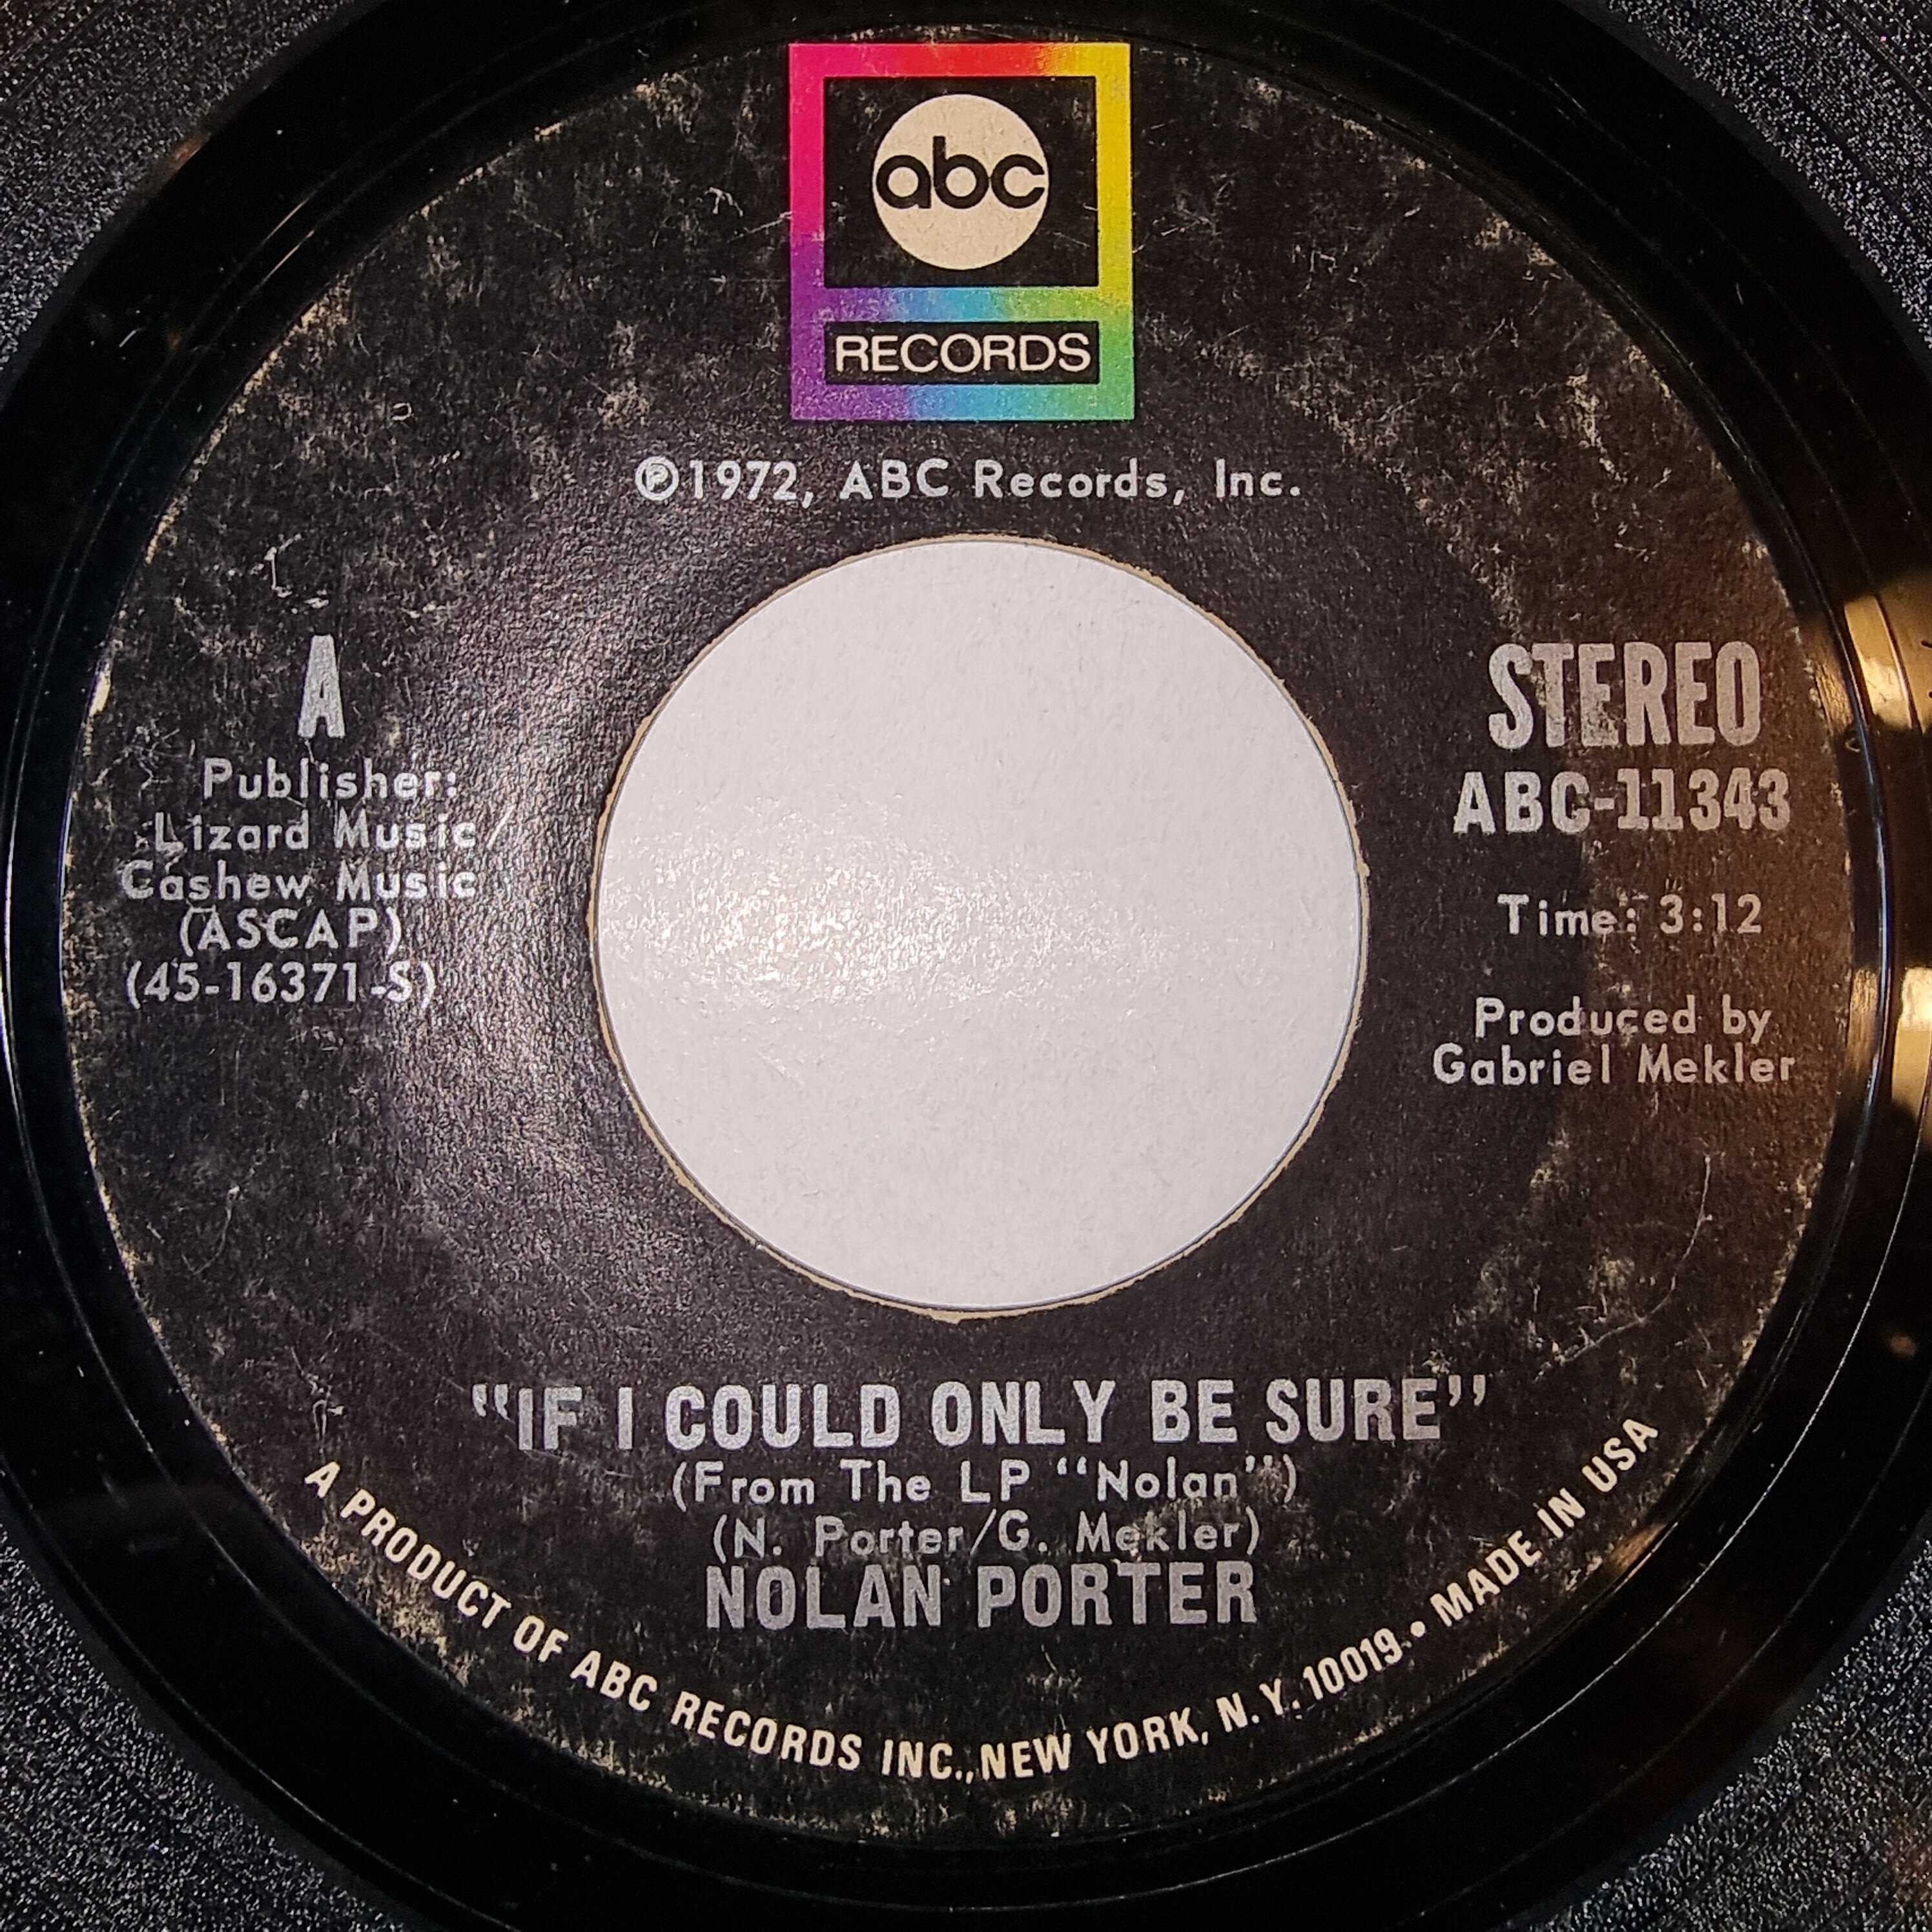 abc
RECORDS
℗1972, ABC Records, Inc.
A
Publisher:
Lizard Music/
Cashew Music
(ASCAP)
(45-16371-S)
STEREO
ABC-11343
Time: 3:12
Produced by
Gabriel Mekler
"IF I COULD ONLY BE SURE"
(From The LP "Nolan")
(N. Porter/G. Mekler)
NOLAN PORTER
A PRODUCT OF ABC RECORDS INC., NEW YORK, N. Y. 10019 • MADE IN USA